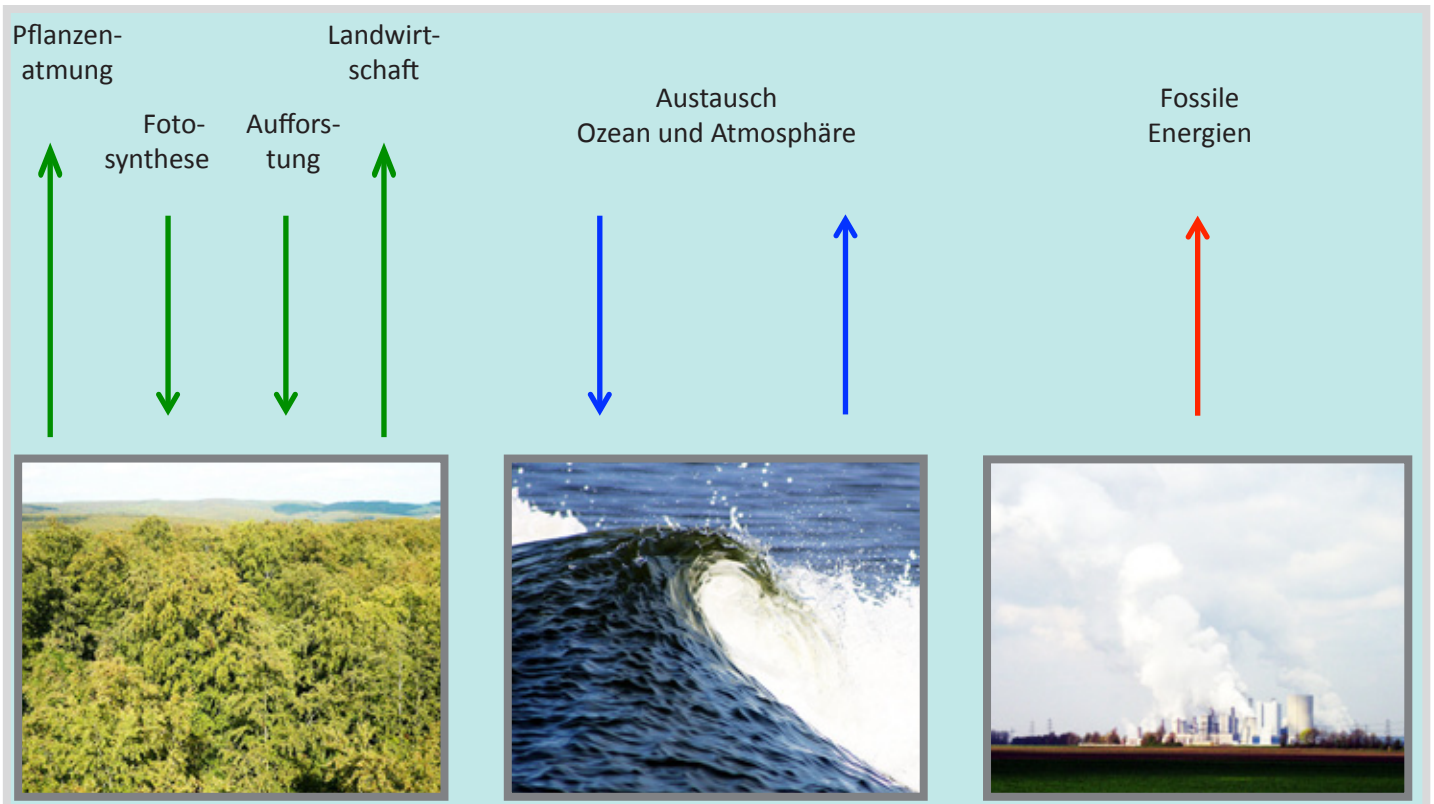 Pflanzen-
atmung
Foto-
synthese
Auffors-
tung
Landwirt-
schaft
Austausch
Ozean und Atmosphäre
Fossile
Energien